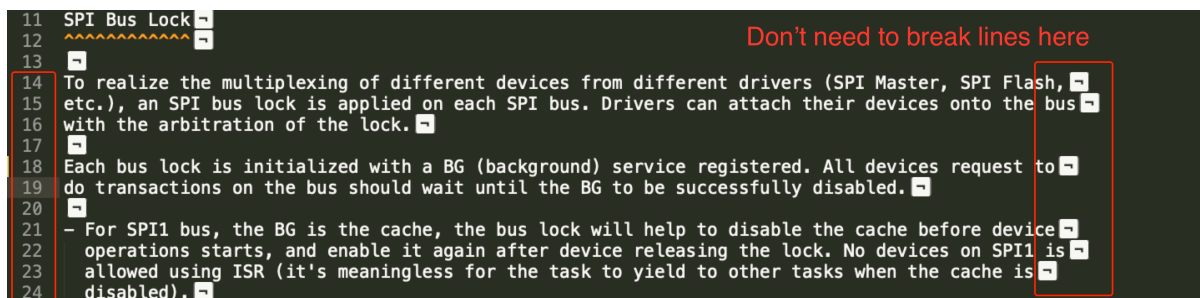 11 SPI Bus Lock¬
12 ^^^^^^^^^^^^¬
Don't need to break lines here
13 ¬
14 To realize the multiplexing of different devices from different drivers (SPI Master, SPI Flash,¬
15 etc.), an SPI bus lock is applied on each SPI bus. Drivers can attach their devices onto the bus¬
16 with the arbitration of the lock.¬
17 ¬
18 Each bus lock is initialized with a BG (background) service registered. All devices request to¬
19 do transactions on the bus should wait until the BG to be successfully disabled.¬
20 ¬
21 - For SPI1 bus, the BG is the cache, the bus lock will help to disable the cache before device¬
22 operations starts, and enable it again after device releasing the lock. No devices on SPI1 is¬
23 allowed using ISR (it's meaningless for the task to yield to other tasks when the cache is¬
24 disabled).¬